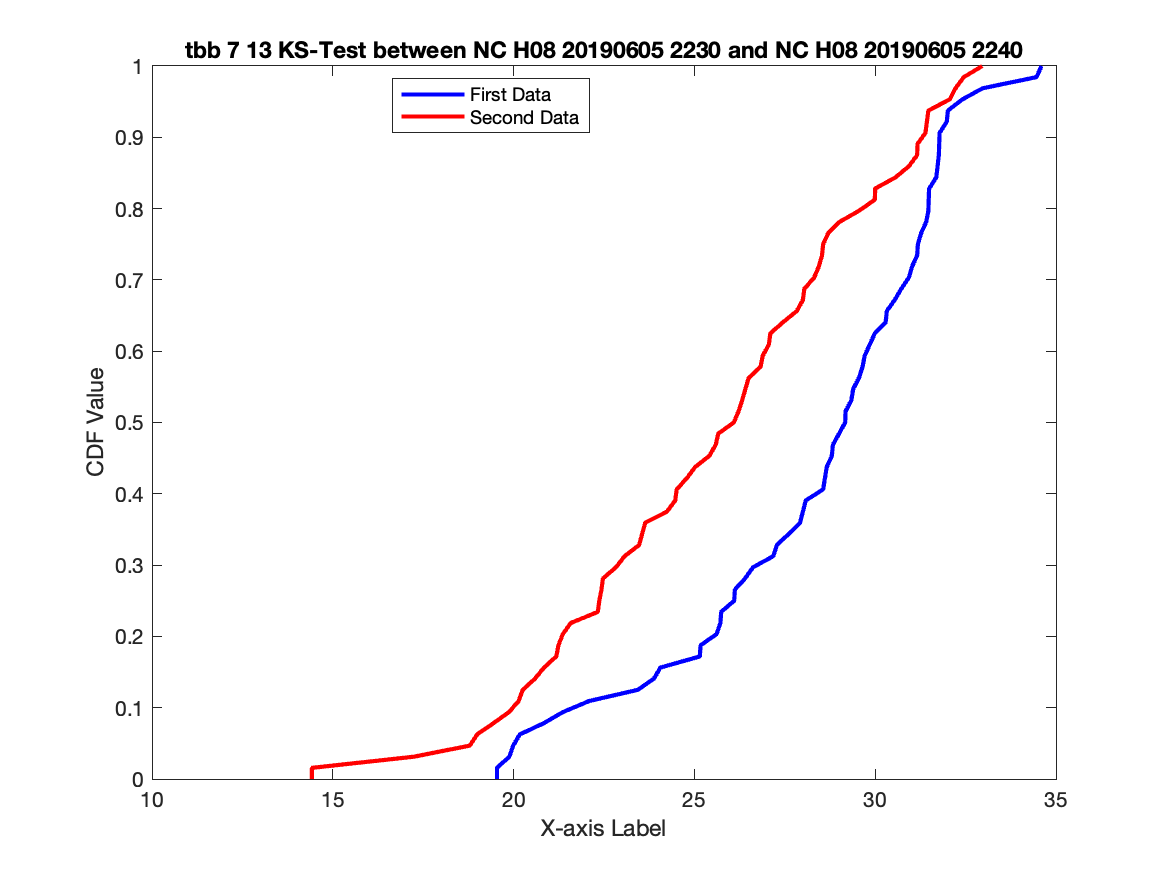 tbb 7 13 KS-Test between NC H08 20190605 2230 and NC H08 20190605 2240
First Data
Second Data
1
0.9
0.8
0.7
0.6
0.5
0.4
0.3
0.2
0.1
0
CDF Value
10 15 20 25 30 35
X-axis Label